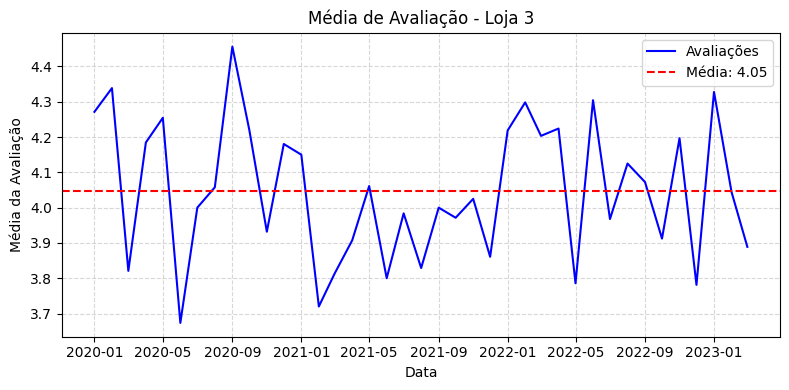 Média de Avaliação - Loja 3
Avaliações
Média: 4.05
Média da Avaliação
4.4
4.3
4.2
4.1
4.0
3.9
3.8
3.7
2020-01 2020-05 2020-09 2021-01 2021-05 2021-09 2022-01 2022-05 2022-09 2023-01
Data